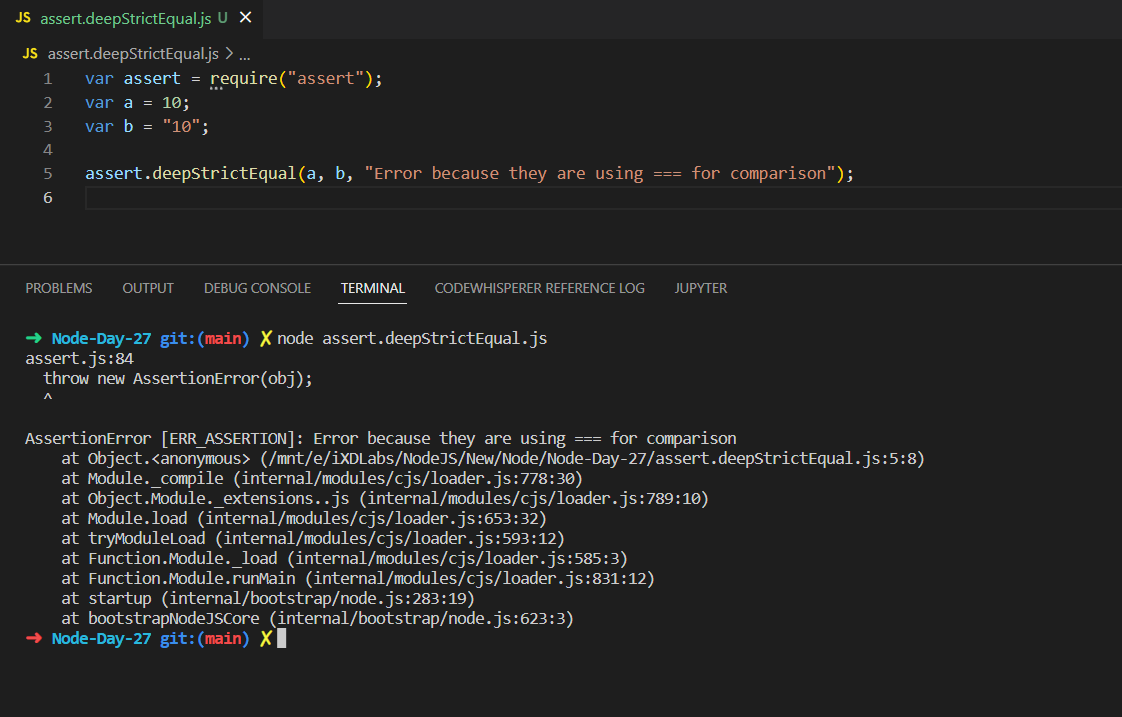 JS assert.deepStrictEqual.js U ✕
JS assert.deepStrictEqual.js > ...
1 var assert = require("assert");
2 var a = 10;
3 var b = "10";
4
5 assert.deepStrictEqual(a, b, "Error because they are using === for comparison");
6
PROBLEMS OUTPUT DEBUG CONSOLE TERMINAL CODEWHISPERER REFERENCE LOG JUPYTER
➜ Node-Day-27 git:(main) ✗ node assert.deepStrictEqual.js
assert.js:84
  throw new AssertionError(obj);
  ^
AssertionError [ERR_ASSERTION]: Error because they are using === for comparison
    at Object.<anonymous> (/mnt/e/iXDLabs/NodeJS/New/Node/Node-Day-27/assert.deepStrictEqual.js:5:8)
    at Module._compile (internal/modules/cjs/loader.js:778:30)
    at Object.Module._extensions..js (internal/modules/cjs/loader.js:789:10)
    at Module.load (internal/modules/cjs/loader.js:653:32)
    at tryModuleLoad (internal/modules/cjs/loader.js:593:12)
    at Function.Module._load (internal/modules/cjs/loader.js:585:3)
    at Function.Module.runMain (internal/modules/cjs/loader.js:831:12)
    at startup (internal/bootstrap/node.js:283:19)
    at bootstrapNodeJSCore (internal/bootstrap/node.js:623:3)
➜ Node-Day-27 git:(main) ✗